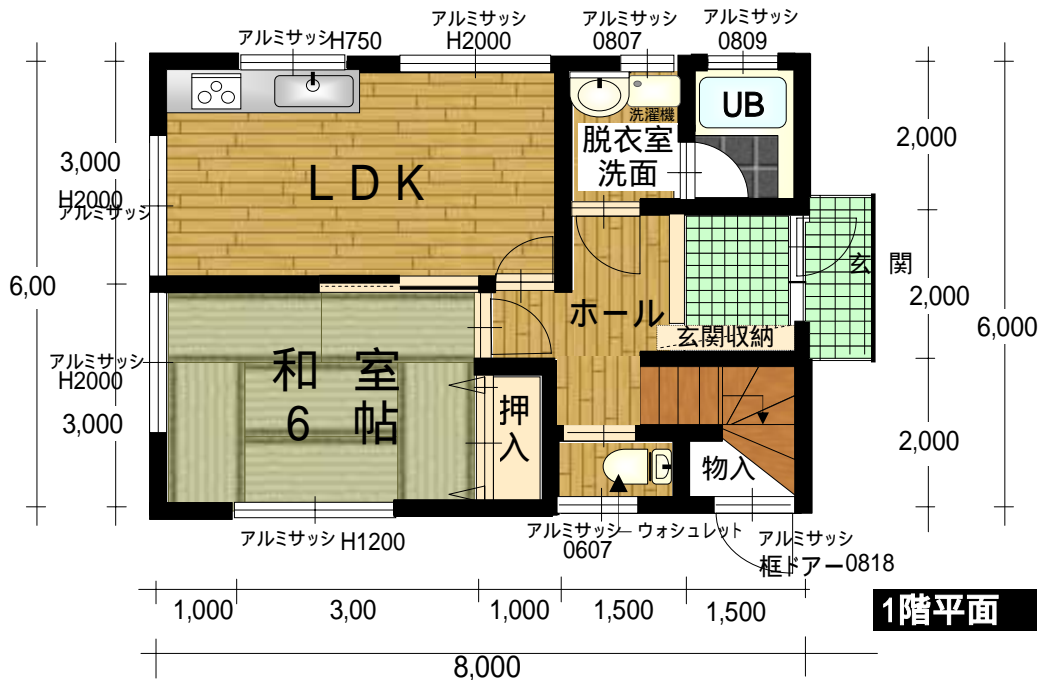 アルミサッシ H750
アルミサッシ
H2000
アルミサッシ
0807
アルミサッシ
0809
UB
洗濯機
脱衣室
洗面
LDK
3,000
H2000
アルミサッシ
6,00
2,000
玄 関
ホール
2,000
6,000
玄関収納
和 室
6 帖
アルミサッシ
H2000
3,000
押
入
物入
2,000
アルミサッシ H1200
アルミサッシ
0607
ウォシュレット
アルミサッシ
框ドアー0818
1,000
3,00
1,000
1,500
1,500
1階平面
8,000